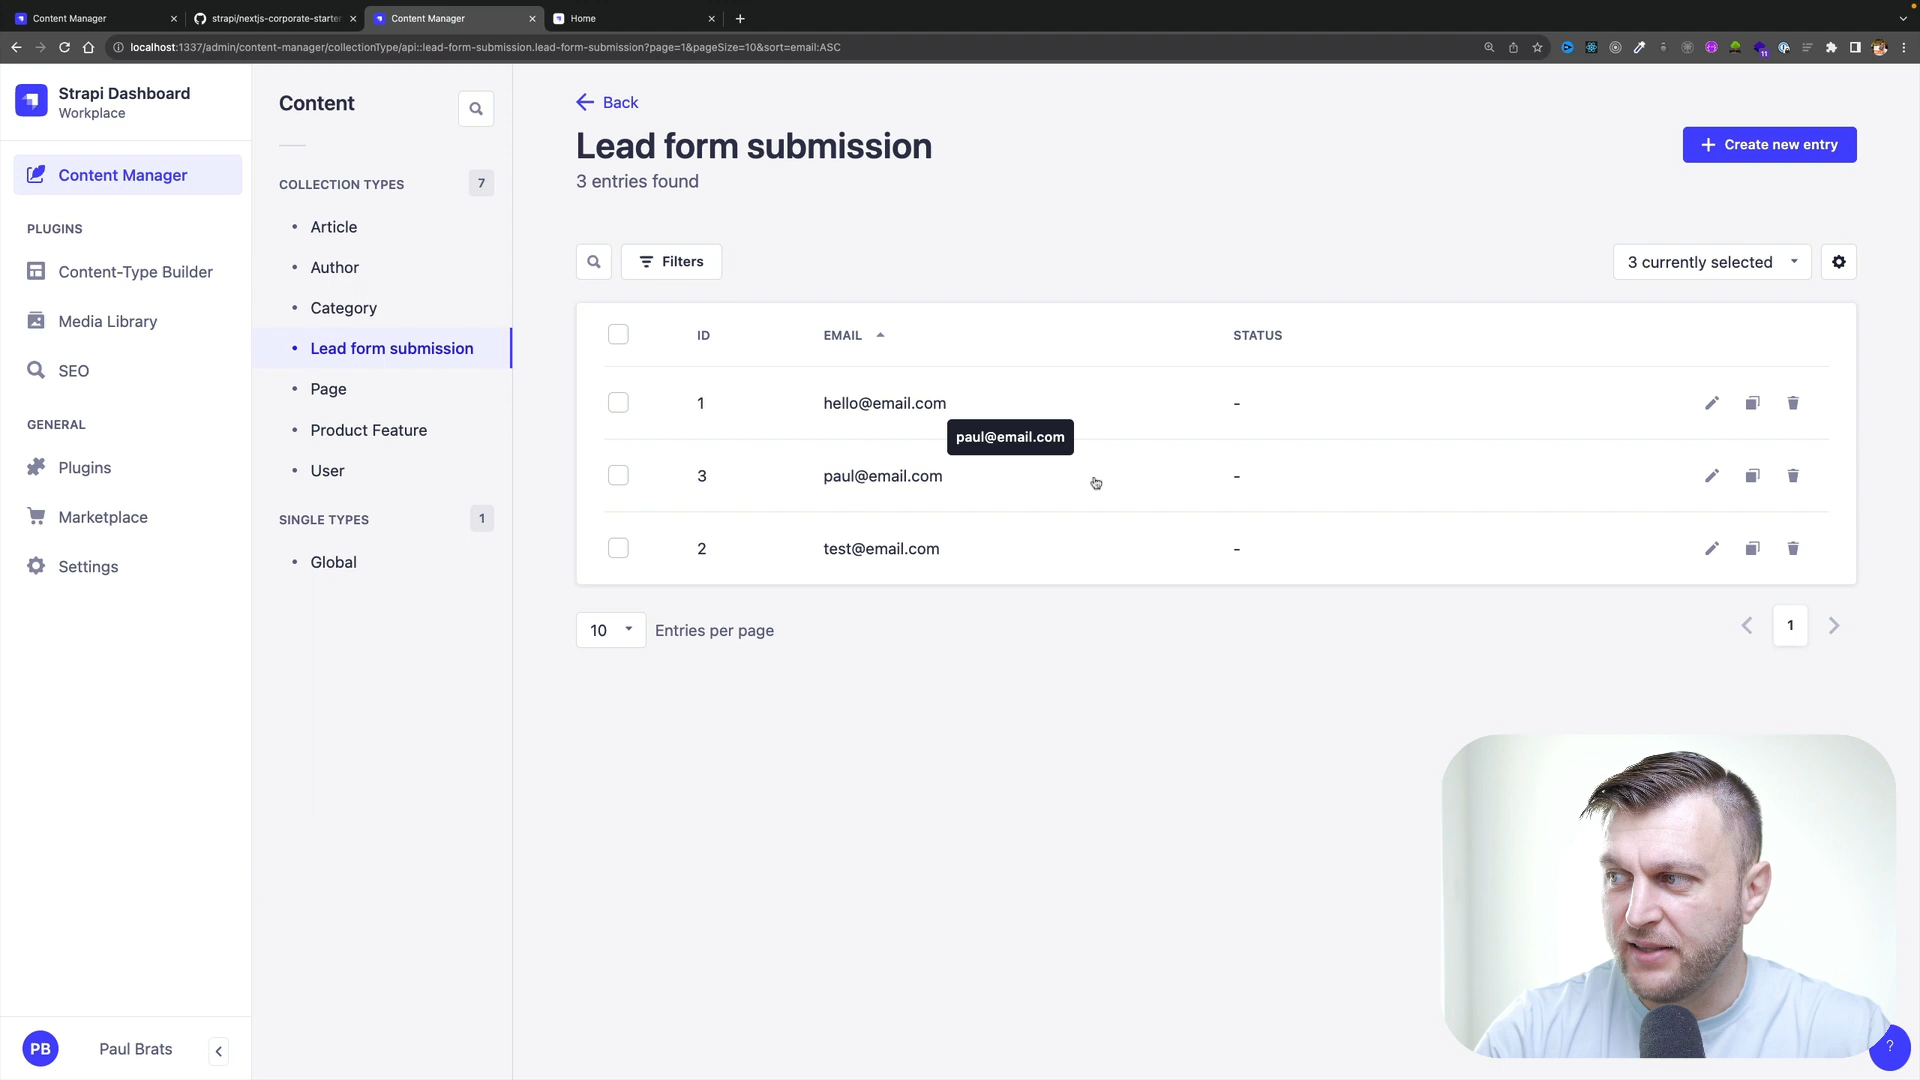 Content Manager
strapi/nextjs-corporate-starter
Content Manager
Home
localhost:1337/admin/content-manager/collectionType/api::lead-form-submission.lead-form-submission?page=1&pageSize=10&sort=email:ASC
11
Strapi Dashboard
Workplace
Content Manager
PLUGINS
Content-Type Builder
Media Library
SEO
GENERAL
Plugins
Marketplace
Settings
PB
Paul Brats
Content
COLLECTION TYPES 7
Article
Author
Category
Lead form submission
Page
Product Feature
User
SINGLE TYPES 1
Global
Back
Lead form submission
3 entries found
Create new entry
Filters
3 currently selected
ID EMAIL STATUS
1 hello@email.com -
paul@email.com
3 paul@email.com -
2 test@email.com -
10 Entries per page
1
?